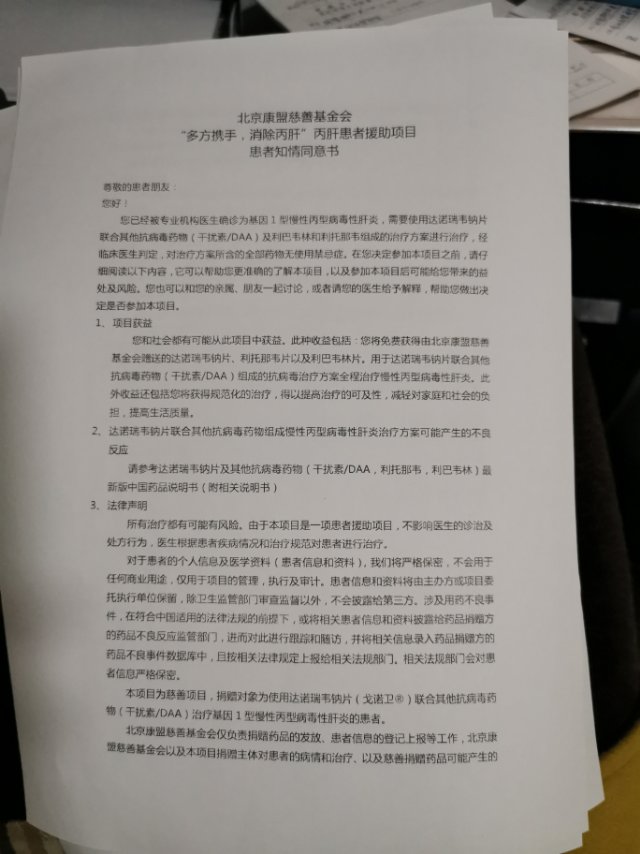 北京康盟慈善基金会
“多方携手，消除丙肝”丙肝患者援助项目
患者知情同意书
尊敬的患者朋友：
您好！
您已经被专业机构医生确诊为基因 1 型慢性丙型病毒性肝炎，需要使用达诺瑞韦钠片
联合其他抗病毒药物（干扰素/DAA）及利巴韦林和利托那韦组成的治疗方案进行治疗，经
临床医生判定，对治疗方案所含的全部药物无使用禁忌症。在您决定参加本项目之前，请仔
细阅读以下内容，它可以帮助您更准确的了解本项目，以及参加本项目后可能给您带来的益
处及风险。您也可以和您的亲属、朋友一起讨论，或者请您的医生给予解释，帮助您做出决
定是否参加本项目。
1、 项目获益
您和社会都有可能从此项目中获益。此种收益包括：您将免费获得由北京康盟慈善
基金会赠送的达诺瑞韦钠片、利托那韦片以及利巴韦林片。用于达诺瑞韦钠片联合其他
抗病毒药物（干扰素/DAA）组成的抗病毒治疗方案全程治疗慢性丙型病毒性肝炎。此
外收益还包括您将获得规范化的治疗，得以提高治疗的可及性，减轻对家庭和社会的负
担，提高生活质量。
2、 达诺瑞韦钠片联合其他抗病毒药物组成慢性丙型病毒性肝炎治疗方案可能产生的不良
反应
请参考达诺瑞韦钠片及其他抗病毒药物（干扰素/DAA，利托那韦，利巴韦林）最
新版中国药品说明书（附相关说明书）
3、 法律声明
所有治疗都有可能有风险。由于本项目是一项患者援助项目，不影响医生的诊治及
处方行为，医生根据患者疾病情况和治疗规范对患者进行治疗。
对于患者的个人信息及医学资料（患者信息和资料），我们将严格保密，不会用于
任何商业用途，仅用于项目的管理，执行及审计。患者信息和资料将由主办方或项目委
托执行单位保留，除卫生监管部门审查监督以外，不会披露给第三方。涉及用药不良事
件，在符合中国适用的法律法规的前提下，或将相关患者信息和资料披露给药品捐赠方
的药品不良反应监管部门，进而对此进行跟踪和随访，并将相关信息录入药品捐赠方的
药品不良事件数据库中，且按相关法律规定上报给相关法规部门。相关法规部门会对患
者信息严格保密。
本项目为慈善项目，捐赠对象为使用达诺瑞韦钠片（戈诺卫®）联合其他抗病毒药
物（干扰素/DAA）治疗基因 1 型慢性丙型病毒性肝炎的患者。
北京康盟慈善基金会仅负责捐赠药品的发放、患者信息的登记上报等工作，北京康
盟慈善基金会以及本项目捐赠主体对患者的病情和治疗、以及慈善捐赠药品可能产生的